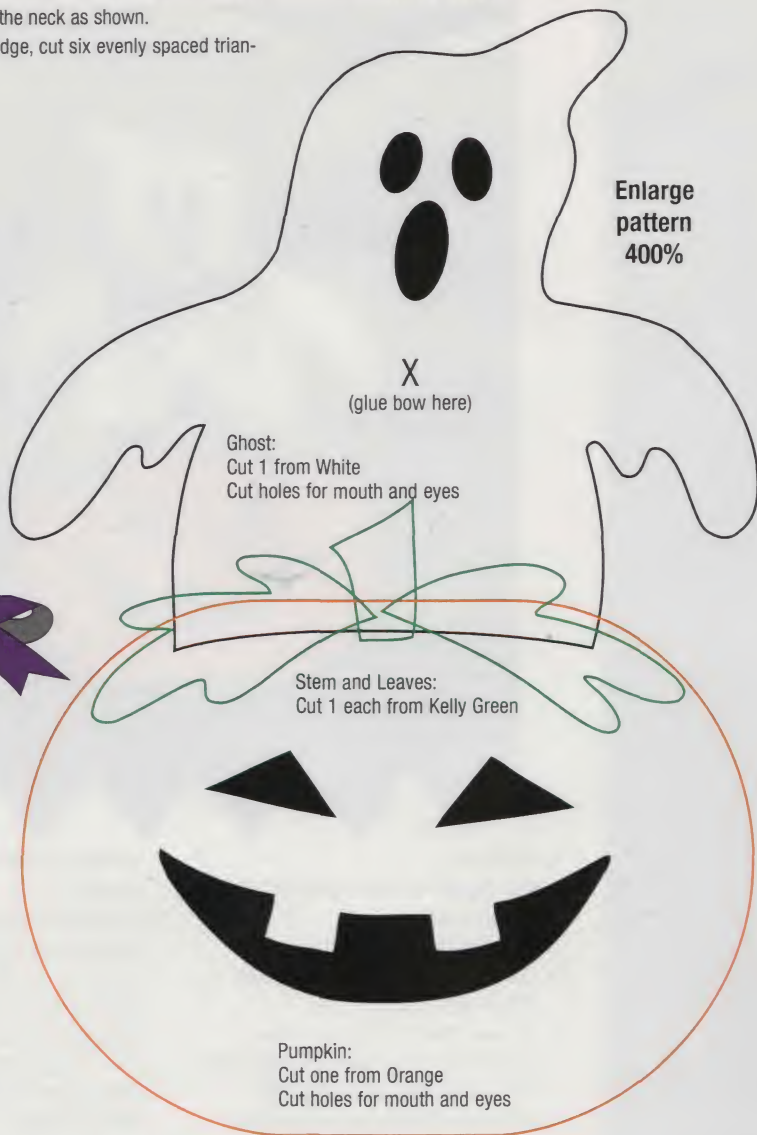 the neck as shown.
dge, cut six evenly spaced trian-
Enlarge
pattern
400%
X
(glue bow here)
Ghost:
Cut 1 from White
Cut holes for mouth and eyes
Stem and Leaves:
Cut 1 each from Kelly Green
Pumpkin:
Cut one from Orange
Cut holes for mouth and eyes